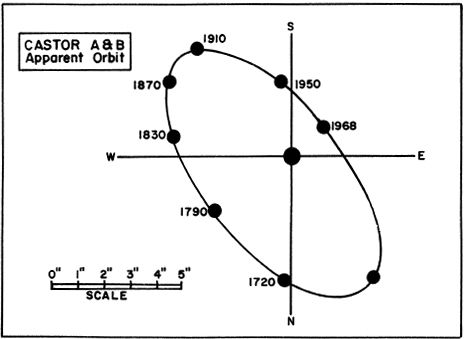 CASTOR A & B
Apparent Orbit
S
1910
1870
1950
1968
1830
W
E
1790
0" 1" 2" 3" 4" 5"
SCALE
1720
N